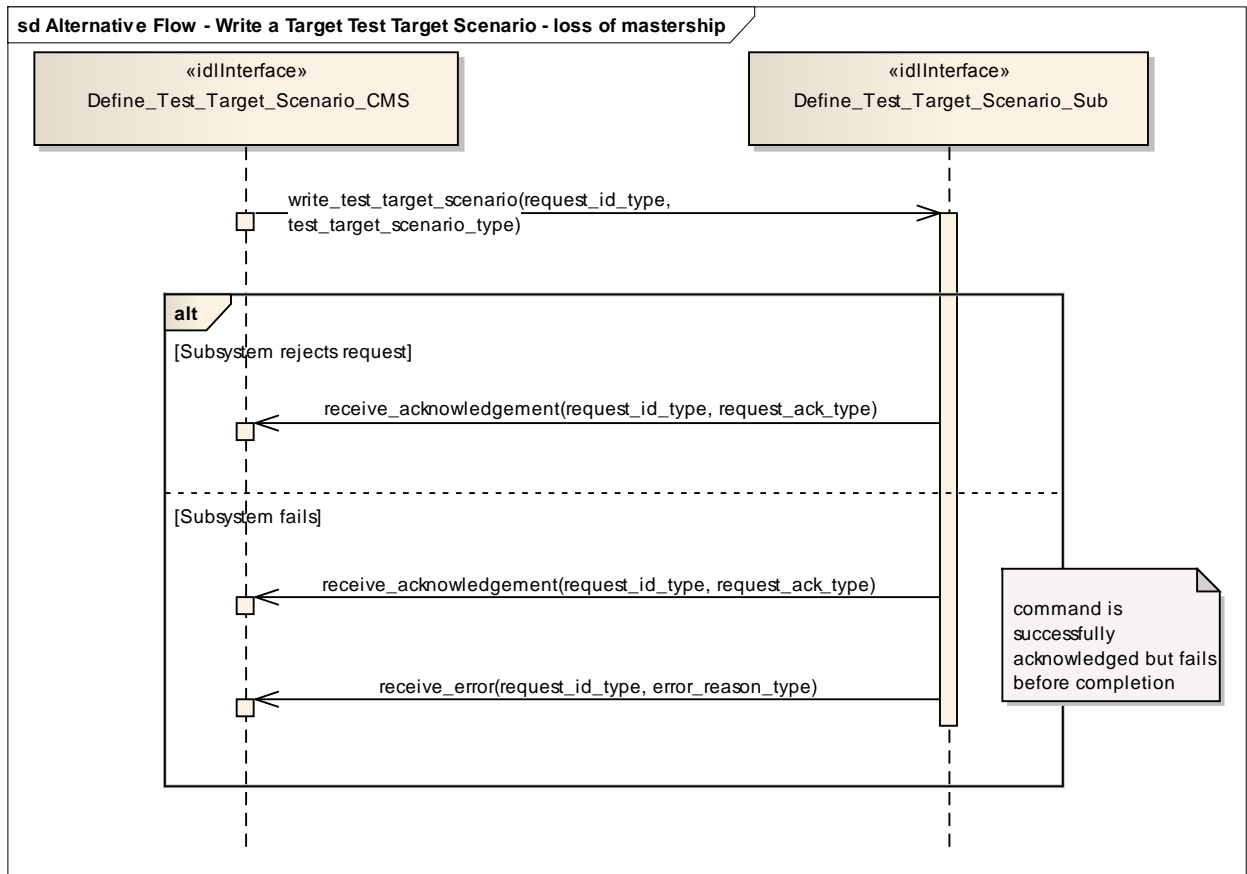 sd Alternative Flow - Write a Target Test Target Scenario - loss of mastership
«idlInterface»
Define_Test_Target_Scenario_CMS
«idlInterface»
Define_Test_Target_Scenario_Sub
write_test_target_scenario(request_id_type,
test_target_scenario_type)
alt
[Subsystem rejects request]
receive_acknowledgement(request_id_type, request_ack_type)
[Subsystem fails]
receive_acknowledgement(request_id_type, request_ack_type)
command is
successfully
acknowledged but fails
before completion
receive_error(request_id_type, error_reason_type)